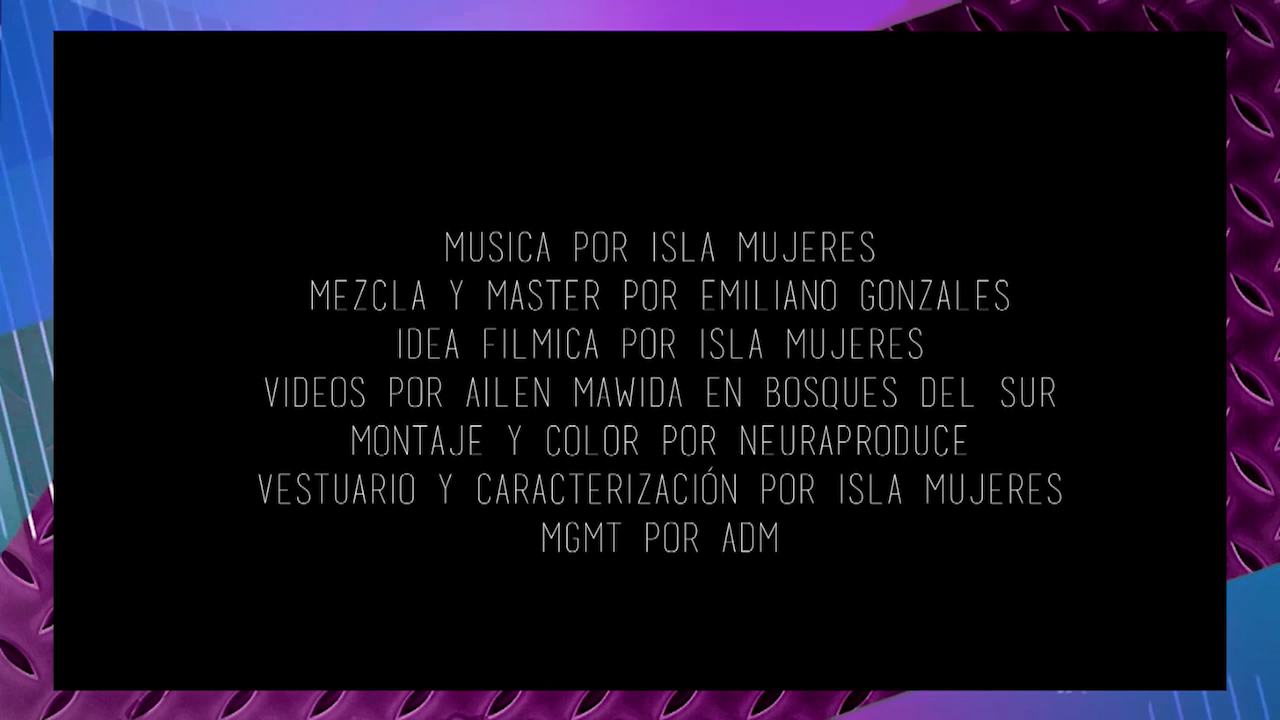 MUSICA POR ISLA MUJERES
MEZCLA Y MASTER POR EMILIANO GONZALES
IDEA FILMICA POR ISLA MUJERES
VIDEOS POR AILEN MAWIDA EN BOSQUES DEL SUR
MONTAJE Y COLOR POR NEURAPRODUCE
VESTUARIO Y CARACTERIZACIÓN POR ISLA MUJERES
MGMT POR ADM